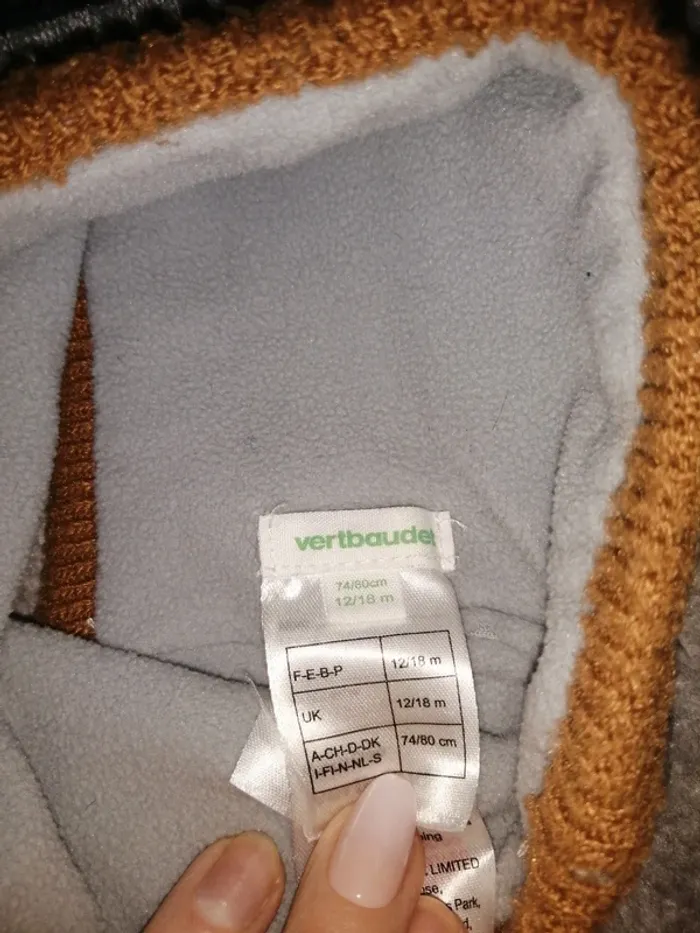 vertbaudet
74/80cm
12/18 m
F-E-B-P 12/18 m
UK 12/18 m
A-CH-D-DK
I-FI-N-NL-S 74/80 cm
LIMITED
Park,